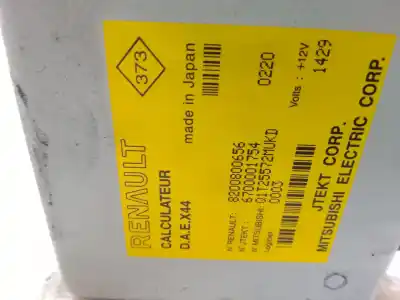 RENAULT
CALCULATEUR
D.A.E.X44
373
made in Japan
N°RENAULT: 8200800656
N°JTEKT: 6700001754
N°MITSUBISHI: Q1T25572MUKD
0003
0220
Volts: +12V
1429
JTEKT CORP.
MITSUBISHI ELECTRIC CORP.